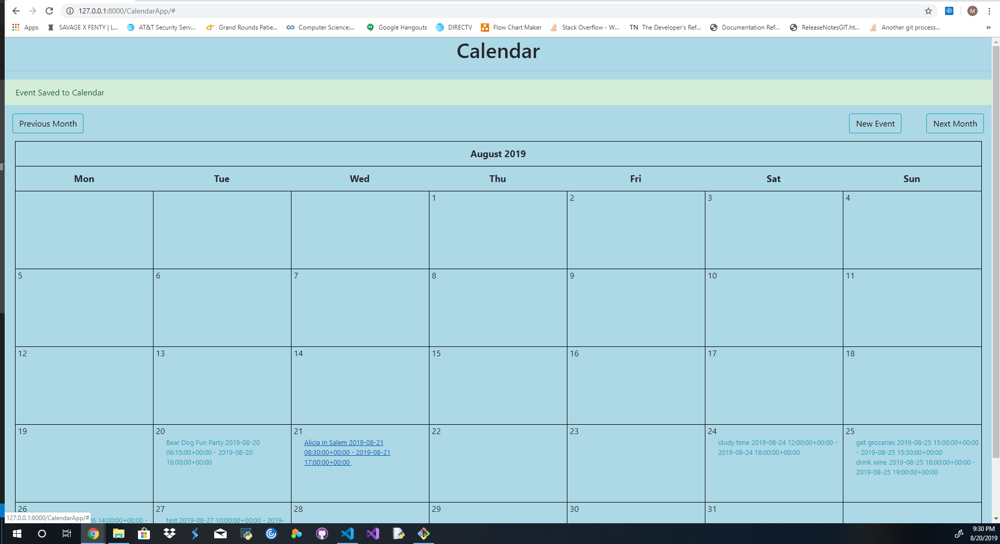 127.0.0.1:8000/CalendarApp/#
M
Apps SAVAGE X FENTY | L... AT&T Security Serv... Grand Rounds Patie... Computer Science:... Google Hangouts DIRECTV Flow Chart Maker Stack Overflow - W... TN The Developer's Ref... Documentation Ref... ReleaseNotesGIT.ht... Another git process... »
Calendar
Event Saved to Calendar
Previous Month New Event Next Month
August 2019
Mon Tue Wed Thu Fri Sat Sun
1 2 3 4
5 6 7 8 9 10 11
12 13 14 15 16 17 18
19
20
Bear Dog Fun Party 2019-08-20
06:15:00+00:00 - 2019-08-20
16:00:00+00:00
21
Alicia in Salem 2019-08-21
08:30:00+00:00 - 2019-08-21
17:00:00+00:00
22
23
24
study time 2019-08-24 12:00:00+00:00 -
2019-08-24 18:00:00+00:00
25
get groceries 2019-08-25 15:00:00+00:00
- 2019-08-25 15:30:00+00:00
drink wine 2019-08-25 18:00:00+00:00 -
2019-08-25 19:00:00+00:00
26
26 14:00:00+00:00 -
27
test 2019-08-27 10:00:00+00:00 - 2019-
28 29 30 31
127.0.0.1:8000/CalendarApp/#
9:30 PM
8/20/2019